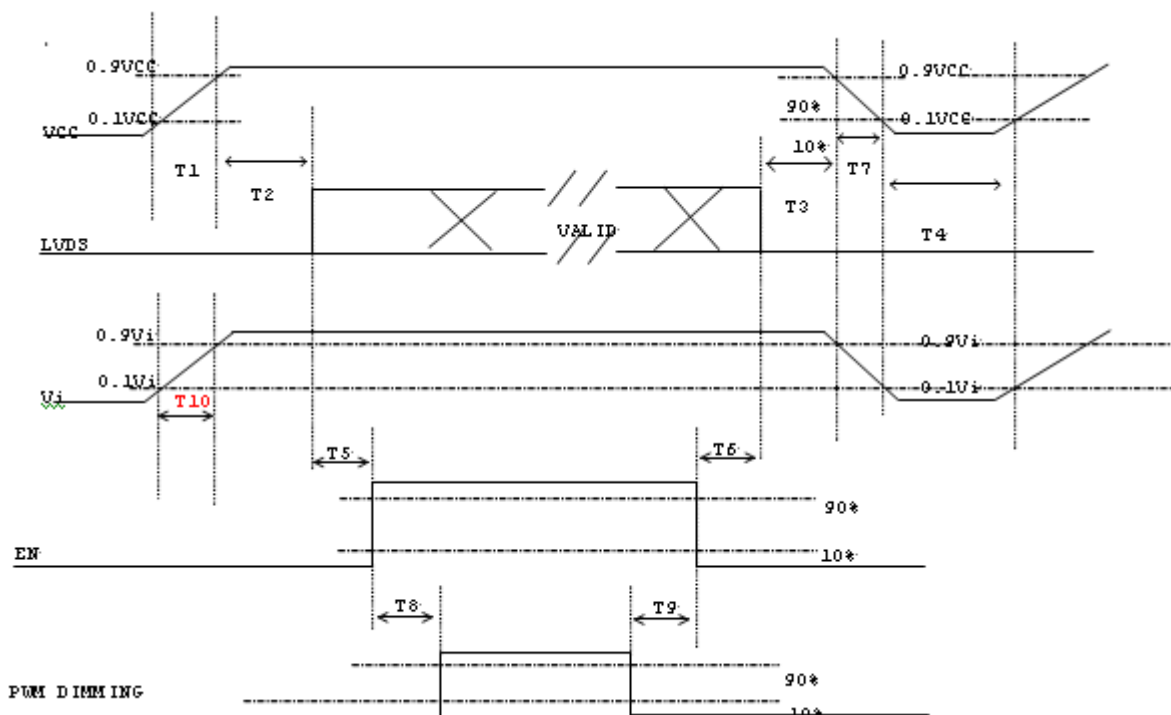 0.9VCC
0.9VCC
90%
0.1VCC
0.1VCC
VCC
10%
T1
T7
T2
T3
VALID
T4
LVDS
0.9Vi
0.9Vi
0.1Vi
0.1Vi
Vi
T10
T5
T6
90%
EN
10%
T8
T9
90%
PWM DIMMING
10%